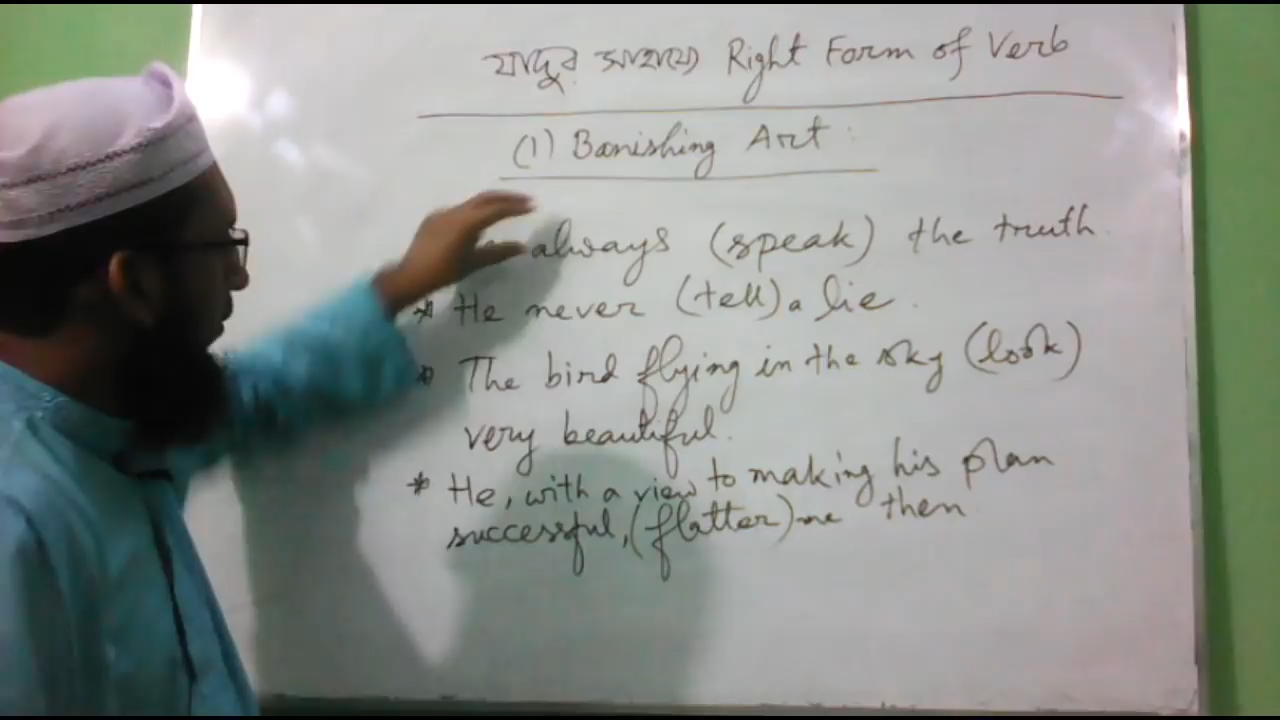 যাদুর সাহায্যে Right Form of Verb
(1) Banishing Art :
always (speak) the truth.
* He never (tell) a lie.
* The bird flying in the sky (look)
very beautiful.
* He, with a view to making his plan
successful, (flatter) me then